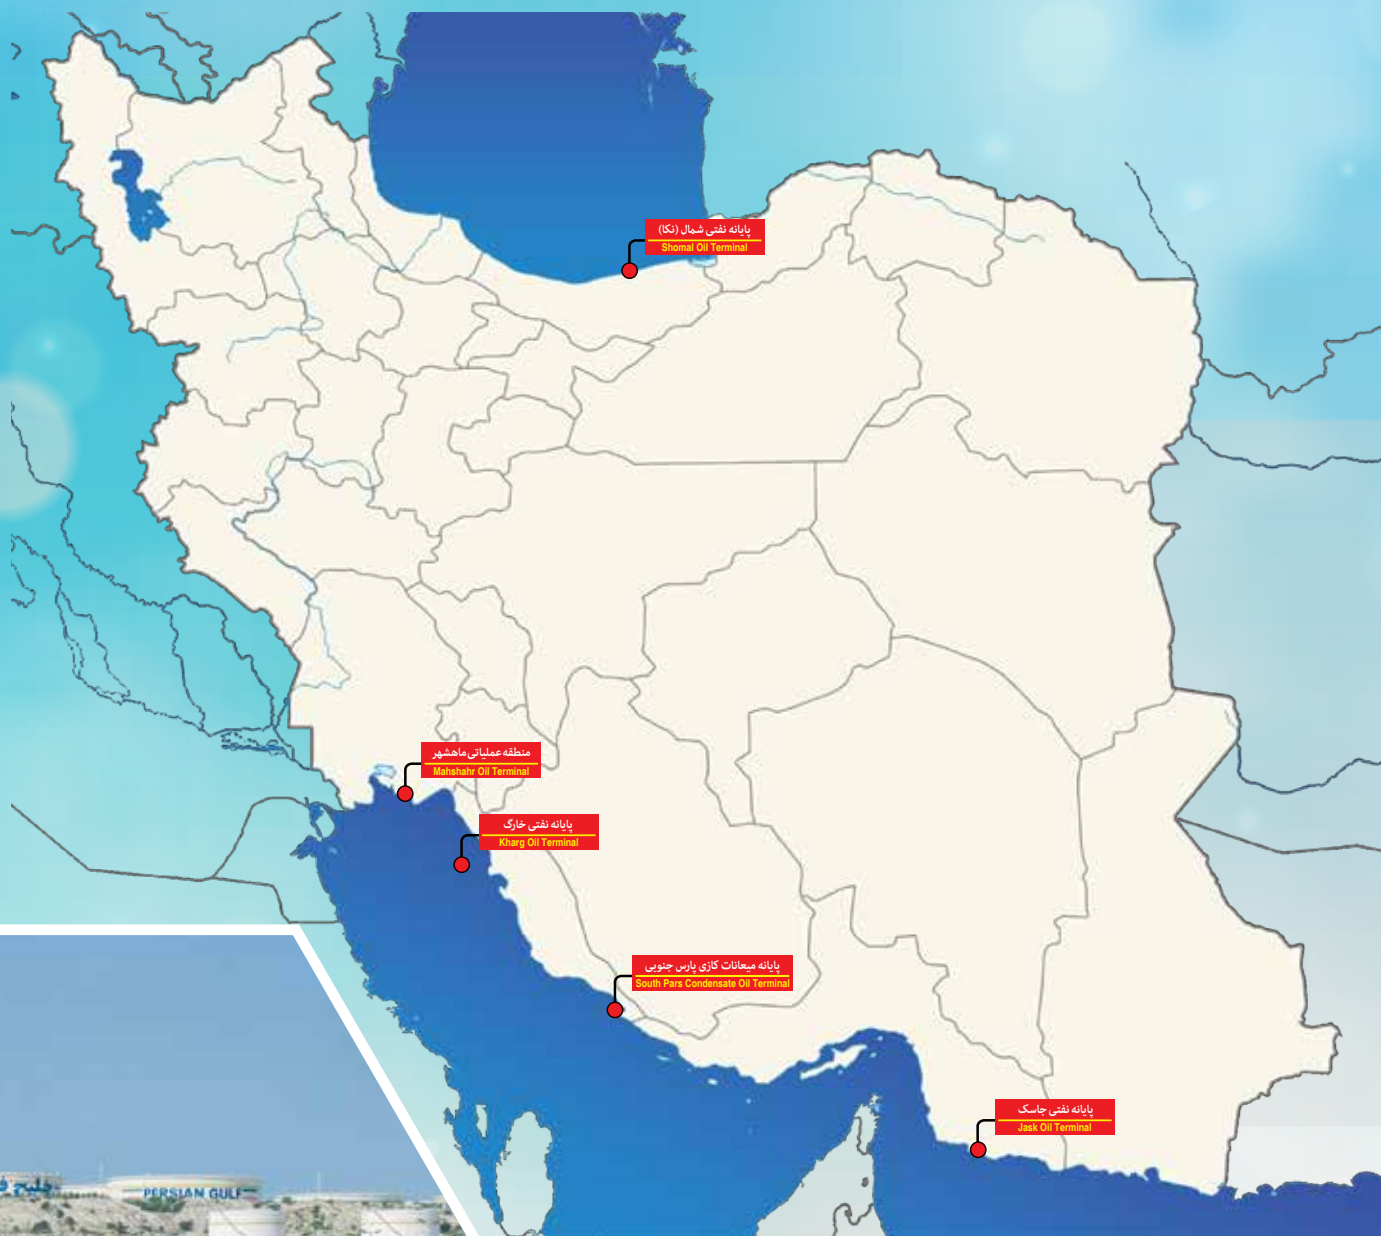 پایانه نفتی شمال (نکا)
Shomal Oil Terminal
منطقه عملیاتی ماهشهر
Mahshahr Oil Terminal
پایانه نفتی خارگ
Kharg Oil Terminal
پایانه میعانات گازی پارس جنوبی
South Pars Condensate Oil Terminal
پایانه نفتی جاسک
Jask Oil Terminal
خلیج
PERSIAN GULF